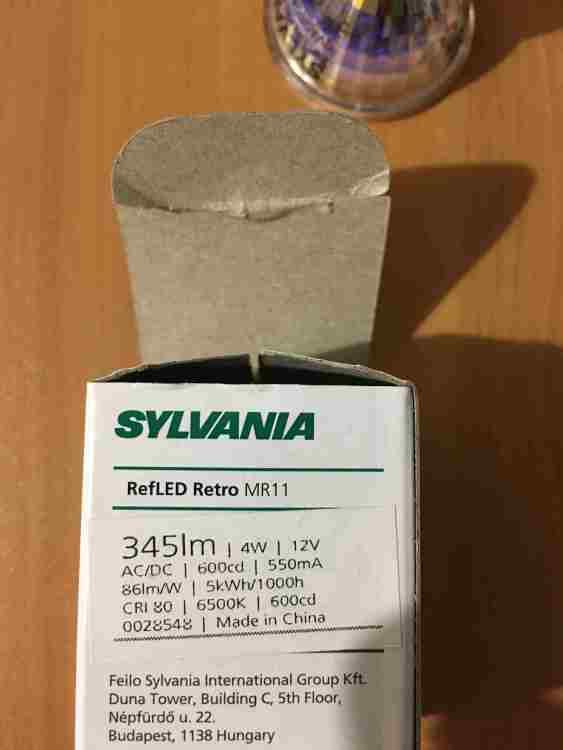 SYLVANIA
RefLED Retro MR11
345lm | 4W | 12V
AC/DC | 600cd | 550mA
86lm/W | 5kWh/1000h
CRI 80 | 6500K | 600cd
0028548 | Made in China
Feilo Sylvania International Group Kft.
Duna Tower, Building C, 5th Floor,
Népfürdő u. 22.
Budapest, 1138 Hungary